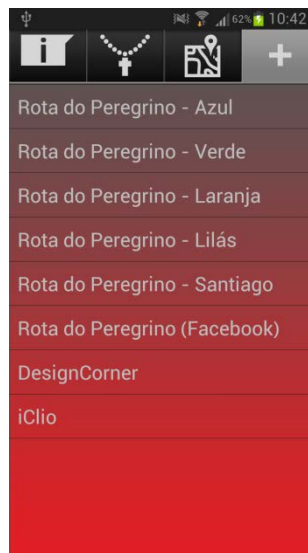 62% 10:42
i
+
Rota do Peregrino - Azul
Rota do Peregrino - Verde
Rota do Peregrino - Laranja
Rota do Peregrino - Lilás
Rota do Peregrino - Santiago
Rota do Peregrino (Facebook)
DesignCorner
iClio